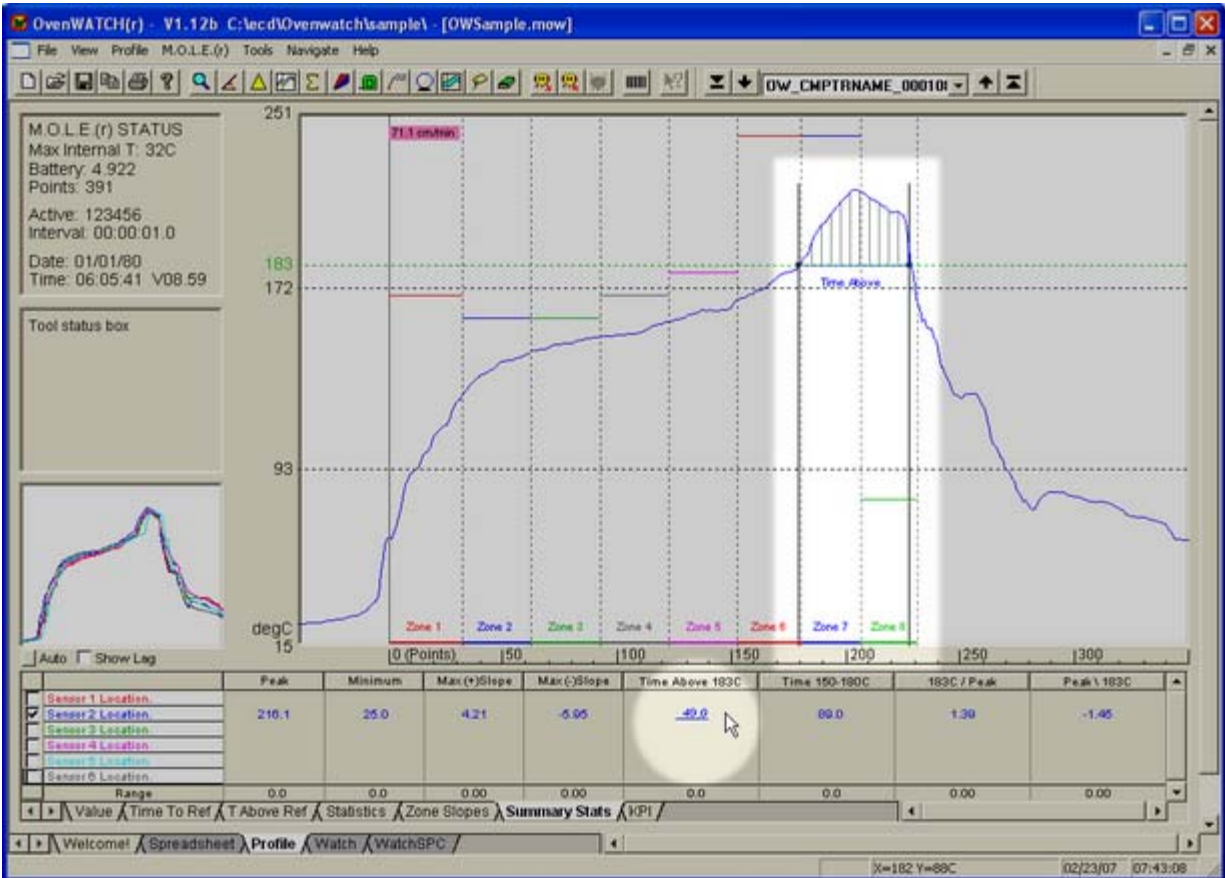 OvenWATCH(r) - V1.12b C:\ecd\Ovenwatch\sample\ - [OWSample.mow]
File View Profile M.O.L.E.(r) Tools Navigate Help
OW_CMPTRNAME_00010
M.O.L.E.(r) STATUS
Max Internal T: 32C
Battery: 4.922
Points: 391
Active: 123456
Interval: 00:00:01.0
Date: 01/01/80
Time: 06:05:41 V08.59
Tool status box
251
71.1 cm/min
183
172
Time Above
93
degC
15
Zone 1 Zone 2 Zone 3 Zone 4 Zone 5 Zone 6 Zone 7 Zone 8
0 (Points) 50 100 150 200 250 300
Auto Show Lag
Peak Minimum Max (+)Slope Max (-)Slope Time Above 183C Time 150-180C 183C / Peak Peak \ 183C
Sensor 1 Location.
Sensor 2 Location. 216.1 25.0 4.21 -5.95 49.0 89.0 1.39 -1.45
Sensor 3 Location.
Sensor 4 Location.
Sensor 5 Location.
Sensor 6 Location.
Range 0.0 0.0 0.00 0.00 0.0 0.0 0.00 0.00
Value Time To Ref T Above Ref Statistics Zone Slopes Summary Stats KPI
Welcome! Spreadsheet Profile Watch WatchSPC
X=182 Y=88C 02/23/07 07:43:08